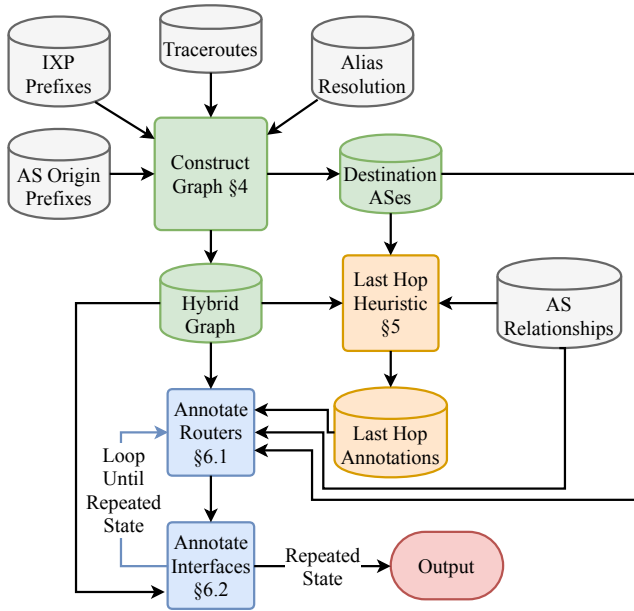 IXP
Prefixes
Traceroutes
Alias
Resolution
AS Origin
Prefixes
Construct
Graph §4
Destination
ASes
Hybrid
Graph
Last Hop
Heuristic
§5
AS
Relationships
Annotate
Routers
§6.1
Last Hop
Annotations
Loop
Until
Repeated
State
Annotate
Interfaces
§6.2
Repeated
State
Output